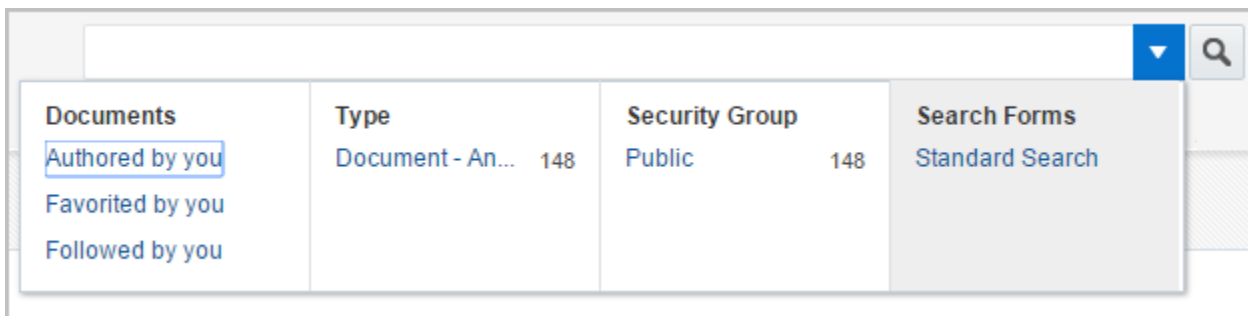 Documents
Authored by you
Favorited by you
Followed by you
Type
Document - An... 148
Security Group
Public 148
Search Forms
Standard Search